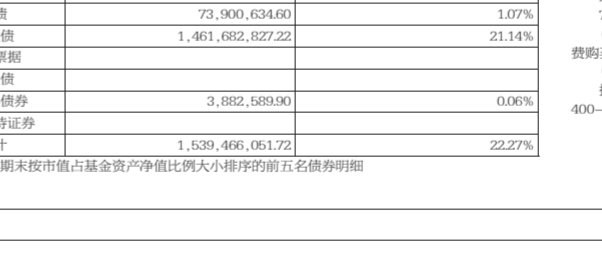 债 73,900,634.60 1.07%
债 1,461,682,827.22 21.14%
票据
债
债券 3,882,589.90 0.06%
持证券
计 1,539,466,051.72 22.27%
期末按市值占基金资产净值比例大小排序的前五名债券明细
费购
400—